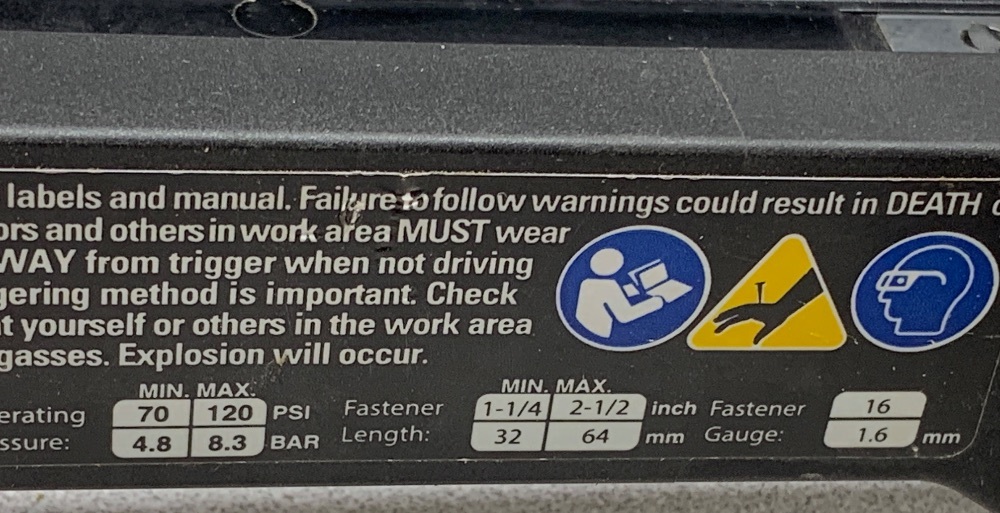 labels and manual. Failure to follow warnings could result in DEATH
ors and others in work area MUST wear
WAY from trigger when not driving
gering method is important. Check
t yourself or others in the work area
gasses. Explosion will occur.
MIN. MAX. MIN. MAX.
erating 70 120 PSI Fastener 1-1/4 2-1/2 inch Fastener 16
ssure: 4.8 8.3 BAR Length: 32 64 mm Gauge: 1.6 mm